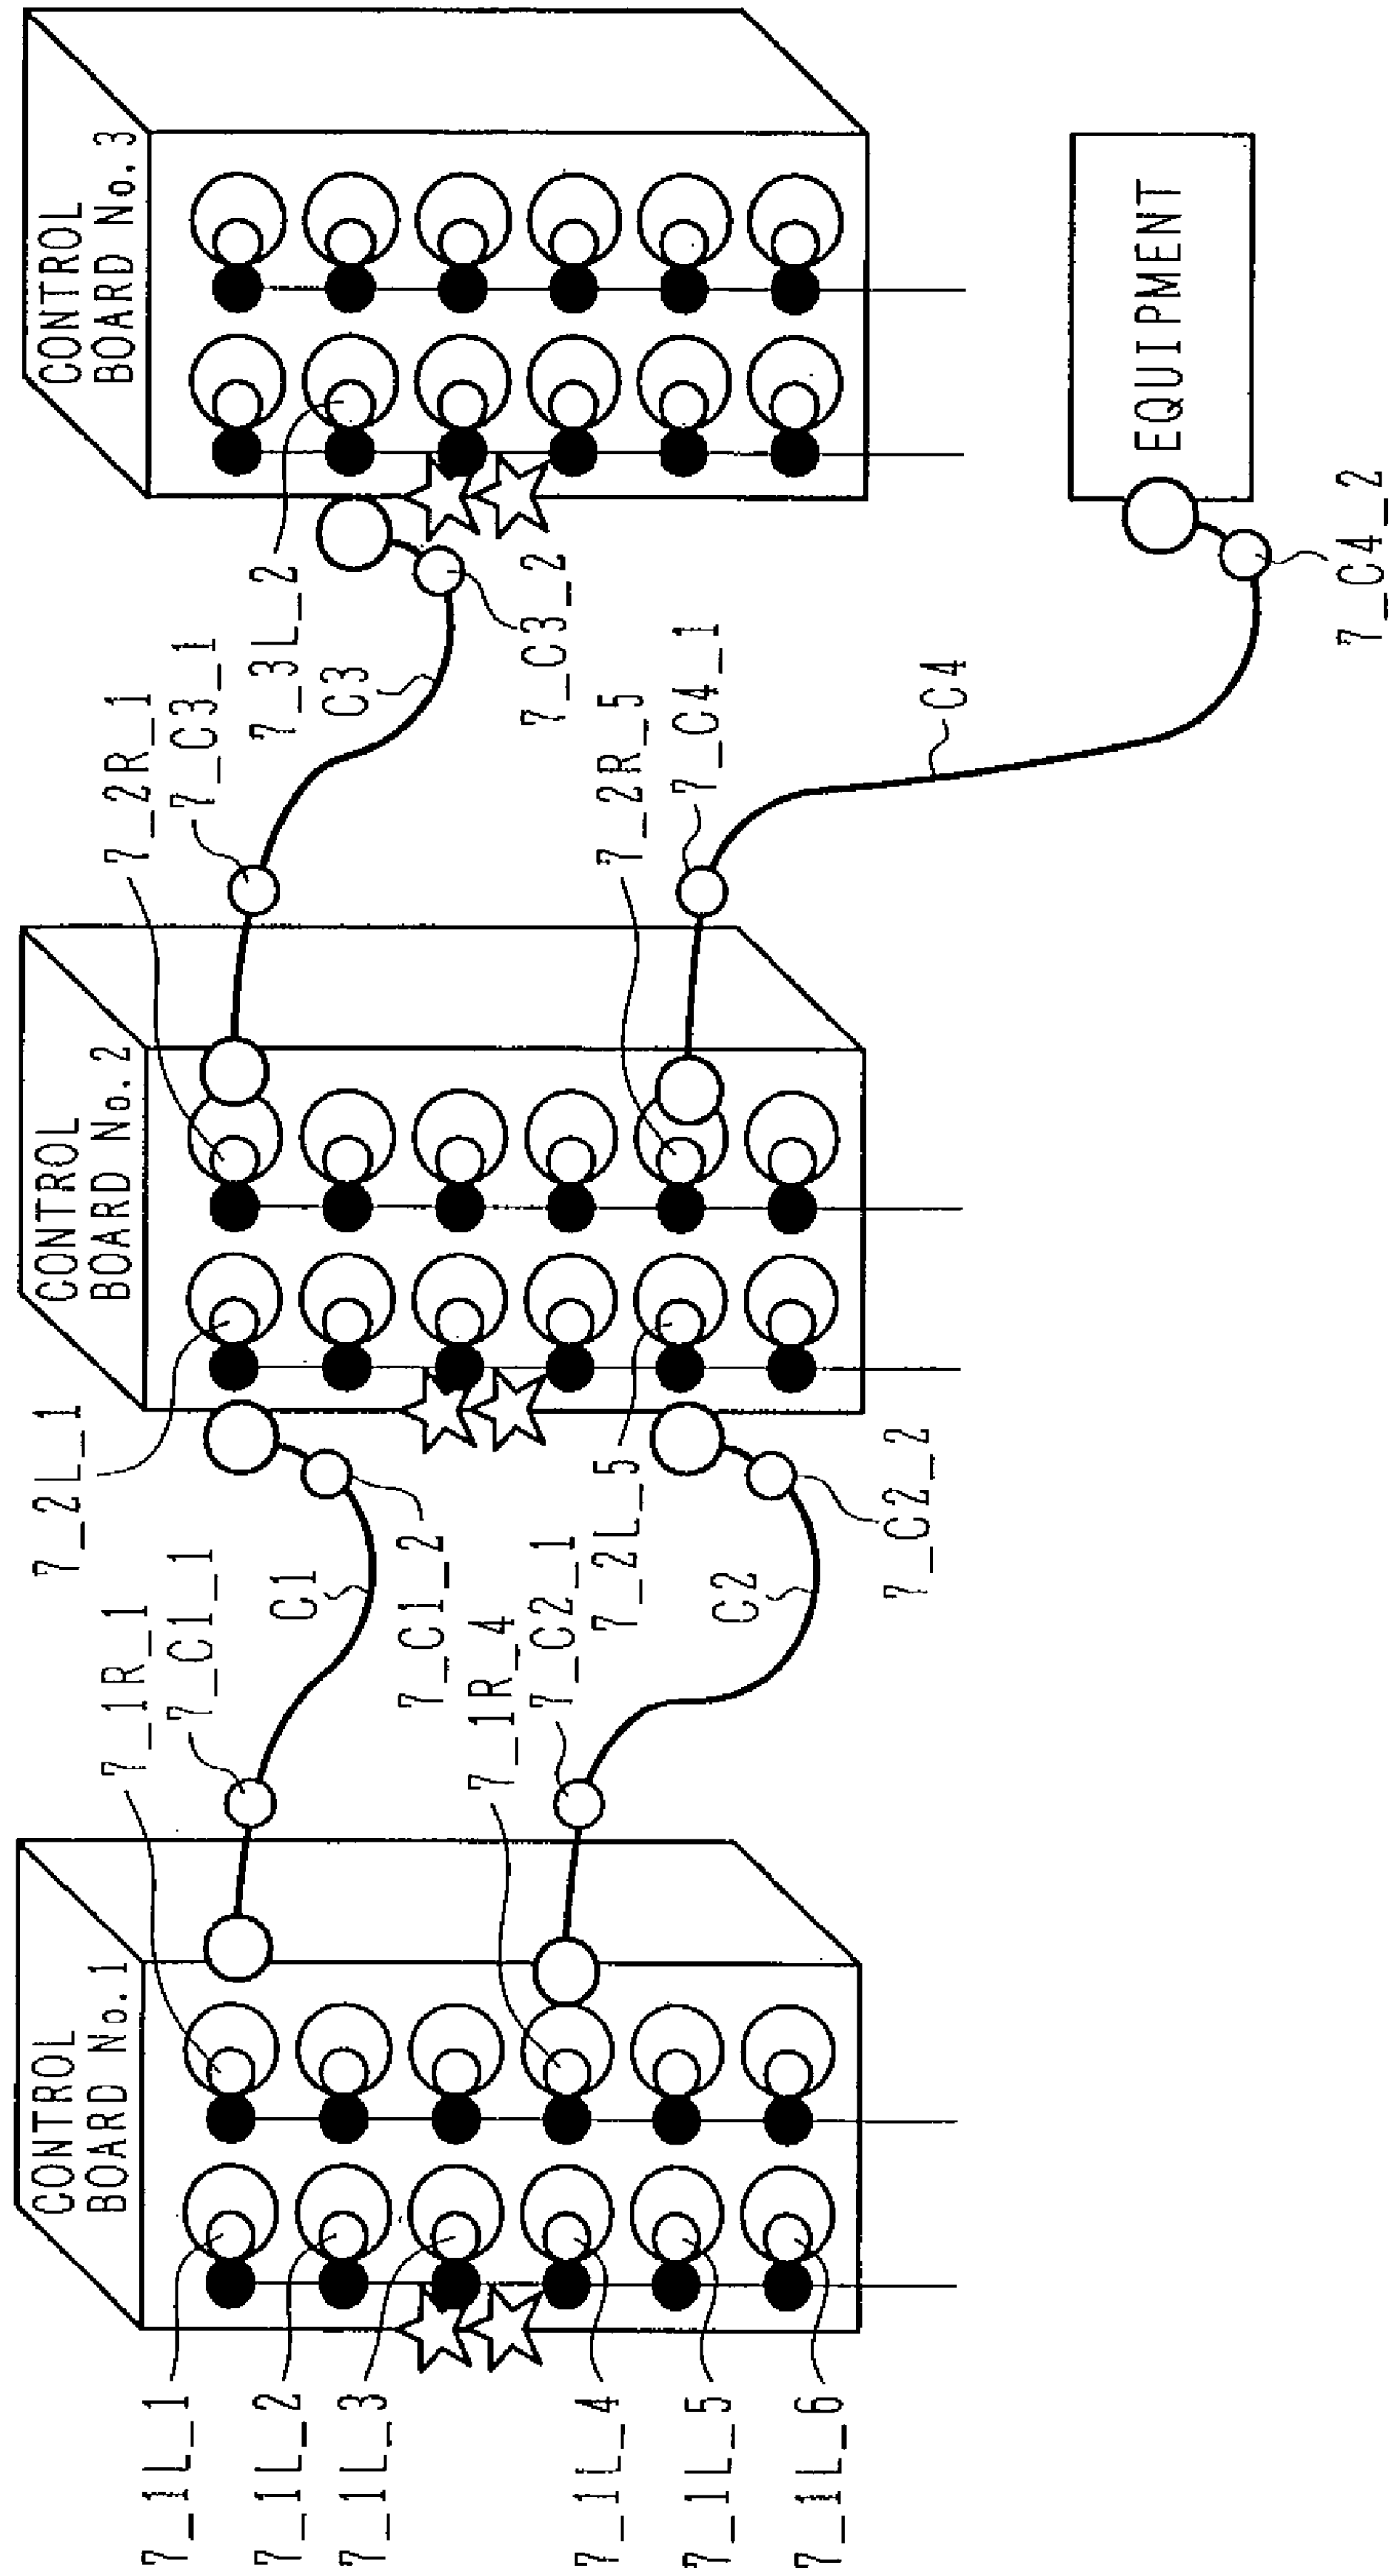 CONTROL
BOARD No.1
7_1L_1
7_1L_2
7_1L_3
7_1L_4
7_1L_5
7_1L_6
7_1R_1
7_C1_1
C1
7_C1_2
7_1R_4
7_C2_1
C2
7_C2_2
CONTROL
BOARD No.2
7_2L_1
7_2L_5
7_2R_1
7_C3_1
C3
7_C3_2
7_2R_5
7_C4_1
C4
7_C4_2
CONTROL
BOARD No.3
7_3L_2
EQUIPMENT